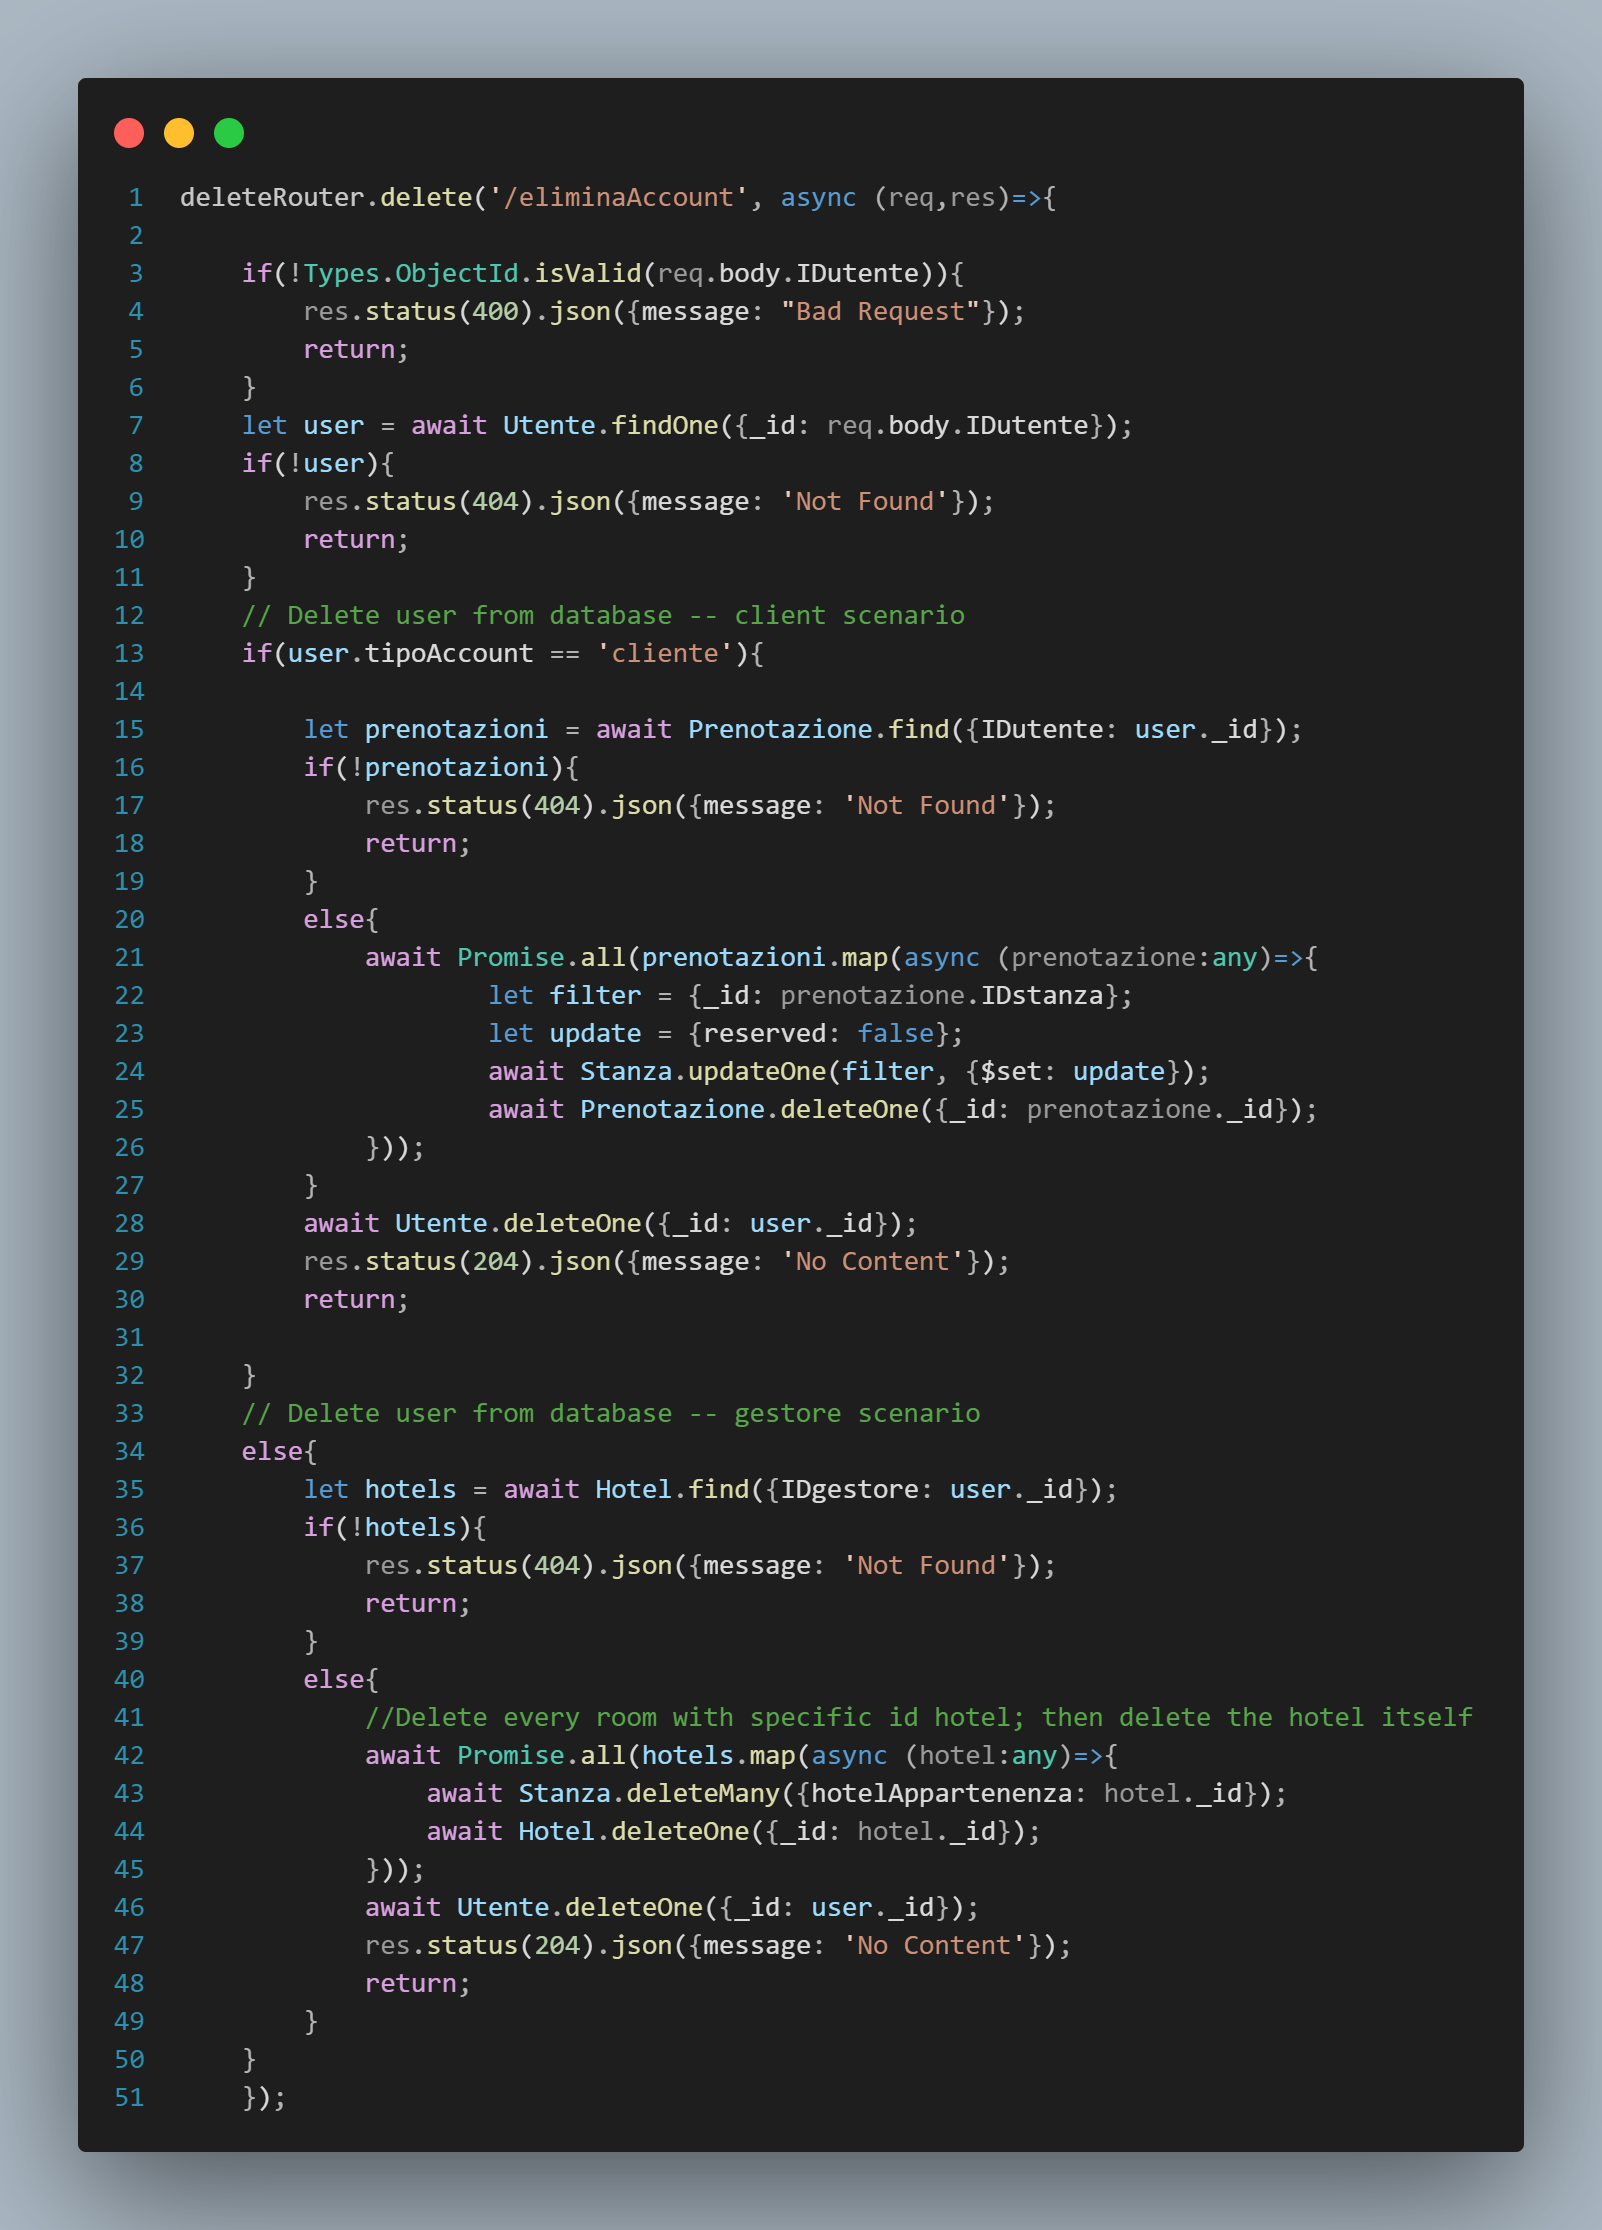 1 deleteRouter.delete('/eliminaAccount', async (req,res)=>{
2
3     if(!Types.ObjectId.isValid(req.body.IDutente)){
4         res.status(400).json({message: "Bad Request"});
5         return;
6     }
7     let user = await Utente.findOne({_id: req.body.IDutente});
8     if(!user){
9         res.status(404).json({message: 'Not Found'});
10         return;
11     }
12     // Delete user from database -- client scenario
13     if(user.tipoAccount == 'cliente'){
14
15         let prenotazioni = await Prenotazione.find({IDutente: user._id});
16         if(!prenotazioni){
17             res.status(404).json({message: 'Not Found'});
18             return;
19         }
20         else{
21             await Promise.all(prenotazioni.map(async (prenotazione:any)=>{
22                     let filter = {_id: prenotazione.IDstanza};
23                     let update = {reserved: false};
24                     await Stanza.updateOne(filter, {$set: update});
25                     await Prenotazione.deleteOne({_id: prenotazione._id});
26             }));
27         }
28         await Utente.deleteOne({_id: user._id});
29         res.status(204).json({message: 'No Content'});
30         return;
31
32     }
33     // Delete user from database -- gestore scenario
34     else{
35         let hotels = await Hotel.find({IDgestore: user._id});
36         if(!hotels){
37             res.status(404).json({message: 'Not Found'});
38             return;
39         }
40         else{
41             //Delete every room with specific id hotel; then delete the hotel itself
42             await Promise.all(hotels.map(async (hotel:any)=>{
43                 await Stanza.deleteMany({hotelAppartenenza: hotel._id});
44                 await Hotel.deleteOne({_id: hotel._id});
45             }));
46             await Utente.deleteOne({_id: user._id});
47             res.status(204).json({message: 'No Content'});
48             return;
49         }
50     }
51     });